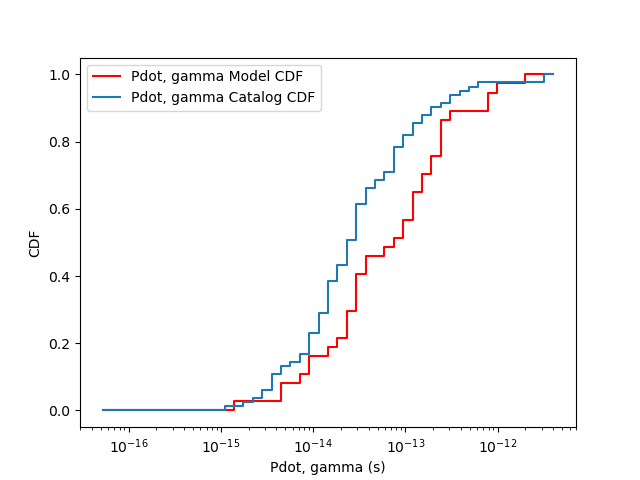 Pdot, gamma Model CDF
Pdot, gamma Catalog CDF
1.0
0.8
0.6
0.4
0.2
0.0
CDF
10⁻¹⁶ 10⁻¹⁵ 10⁻¹⁴ 10⁻¹³ 10⁻¹²
Pdot, gamma (s)